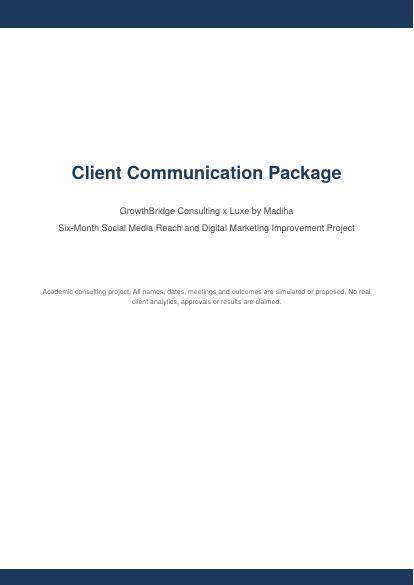 Client Communication Package
GrowthBridge Consulting x Luxe by Madiha
Six-Month Social Media Reach and Digital Marketing Improvement Project
Academic consulting project. All names, dates, meetings and outcomes are simulated or proposed. No real
client analytics, approvals or results are claimed.